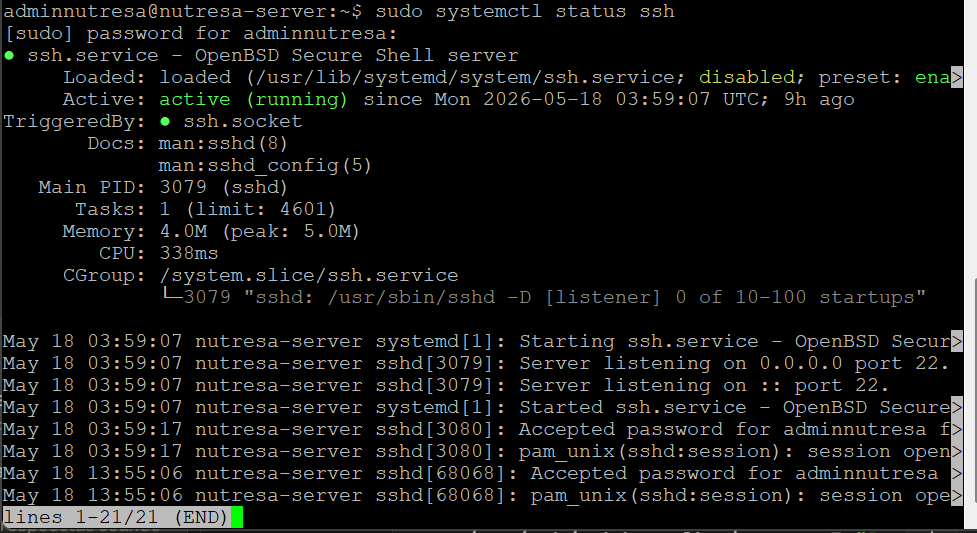 adminnutresa@nutresa-server:~$ sudo systemctl status ssh
[sudo] password for adminnutresa:
● ssh.service - OpenBSD Secure Shell server
     Loaded: loaded (/usr/lib/systemd/system/ssh.service; disabled; preset: ena>
     Active: active (running) since Mon 2026-05-18 03:59:07 UTC; 9h ago
TriggeredBy: ● ssh.socket
       Docs: man:sshd(8)
             man:sshd_config(5)
   Main PID: 3079 (sshd)
      Tasks: 1 (limit: 4601)
     Memory: 4.0M (peak: 5.0M)
        CPU: 338ms
     CGroup: /system.slice/ssh.service
             └─3079 "sshd: /usr/sbin/sshd -D [listener] 0 of 10-100 startups"

May 18 03:59:07 nutresa-server systemd[1]: Starting ssh.service - OpenBSD Secur>
May 18 03:59:07 nutresa-server sshd[3079]: Server listening on 0.0.0.0 port 22.
May 18 03:59:07 nutresa-server sshd[3079]: Server listening on :: port 22.
May 18 03:59:07 nutresa-server systemd[1]: Started ssh.service - OpenBSD Secure>
May 18 03:59:17 nutresa-server sshd[3080]: Accepted password for adminnutresa f>
May 18 03:59:17 nutresa-server sshd[3080]: pam_unix(sshd:session): session open>
May 18 13:55:06 nutresa-server sshd[68068]: Accepted password for adminnutresa >
May 18 13:55:06 nutresa-server sshd[68068]: pam_unix(sshd:session): session ope>
lines 1-21/21 (END)